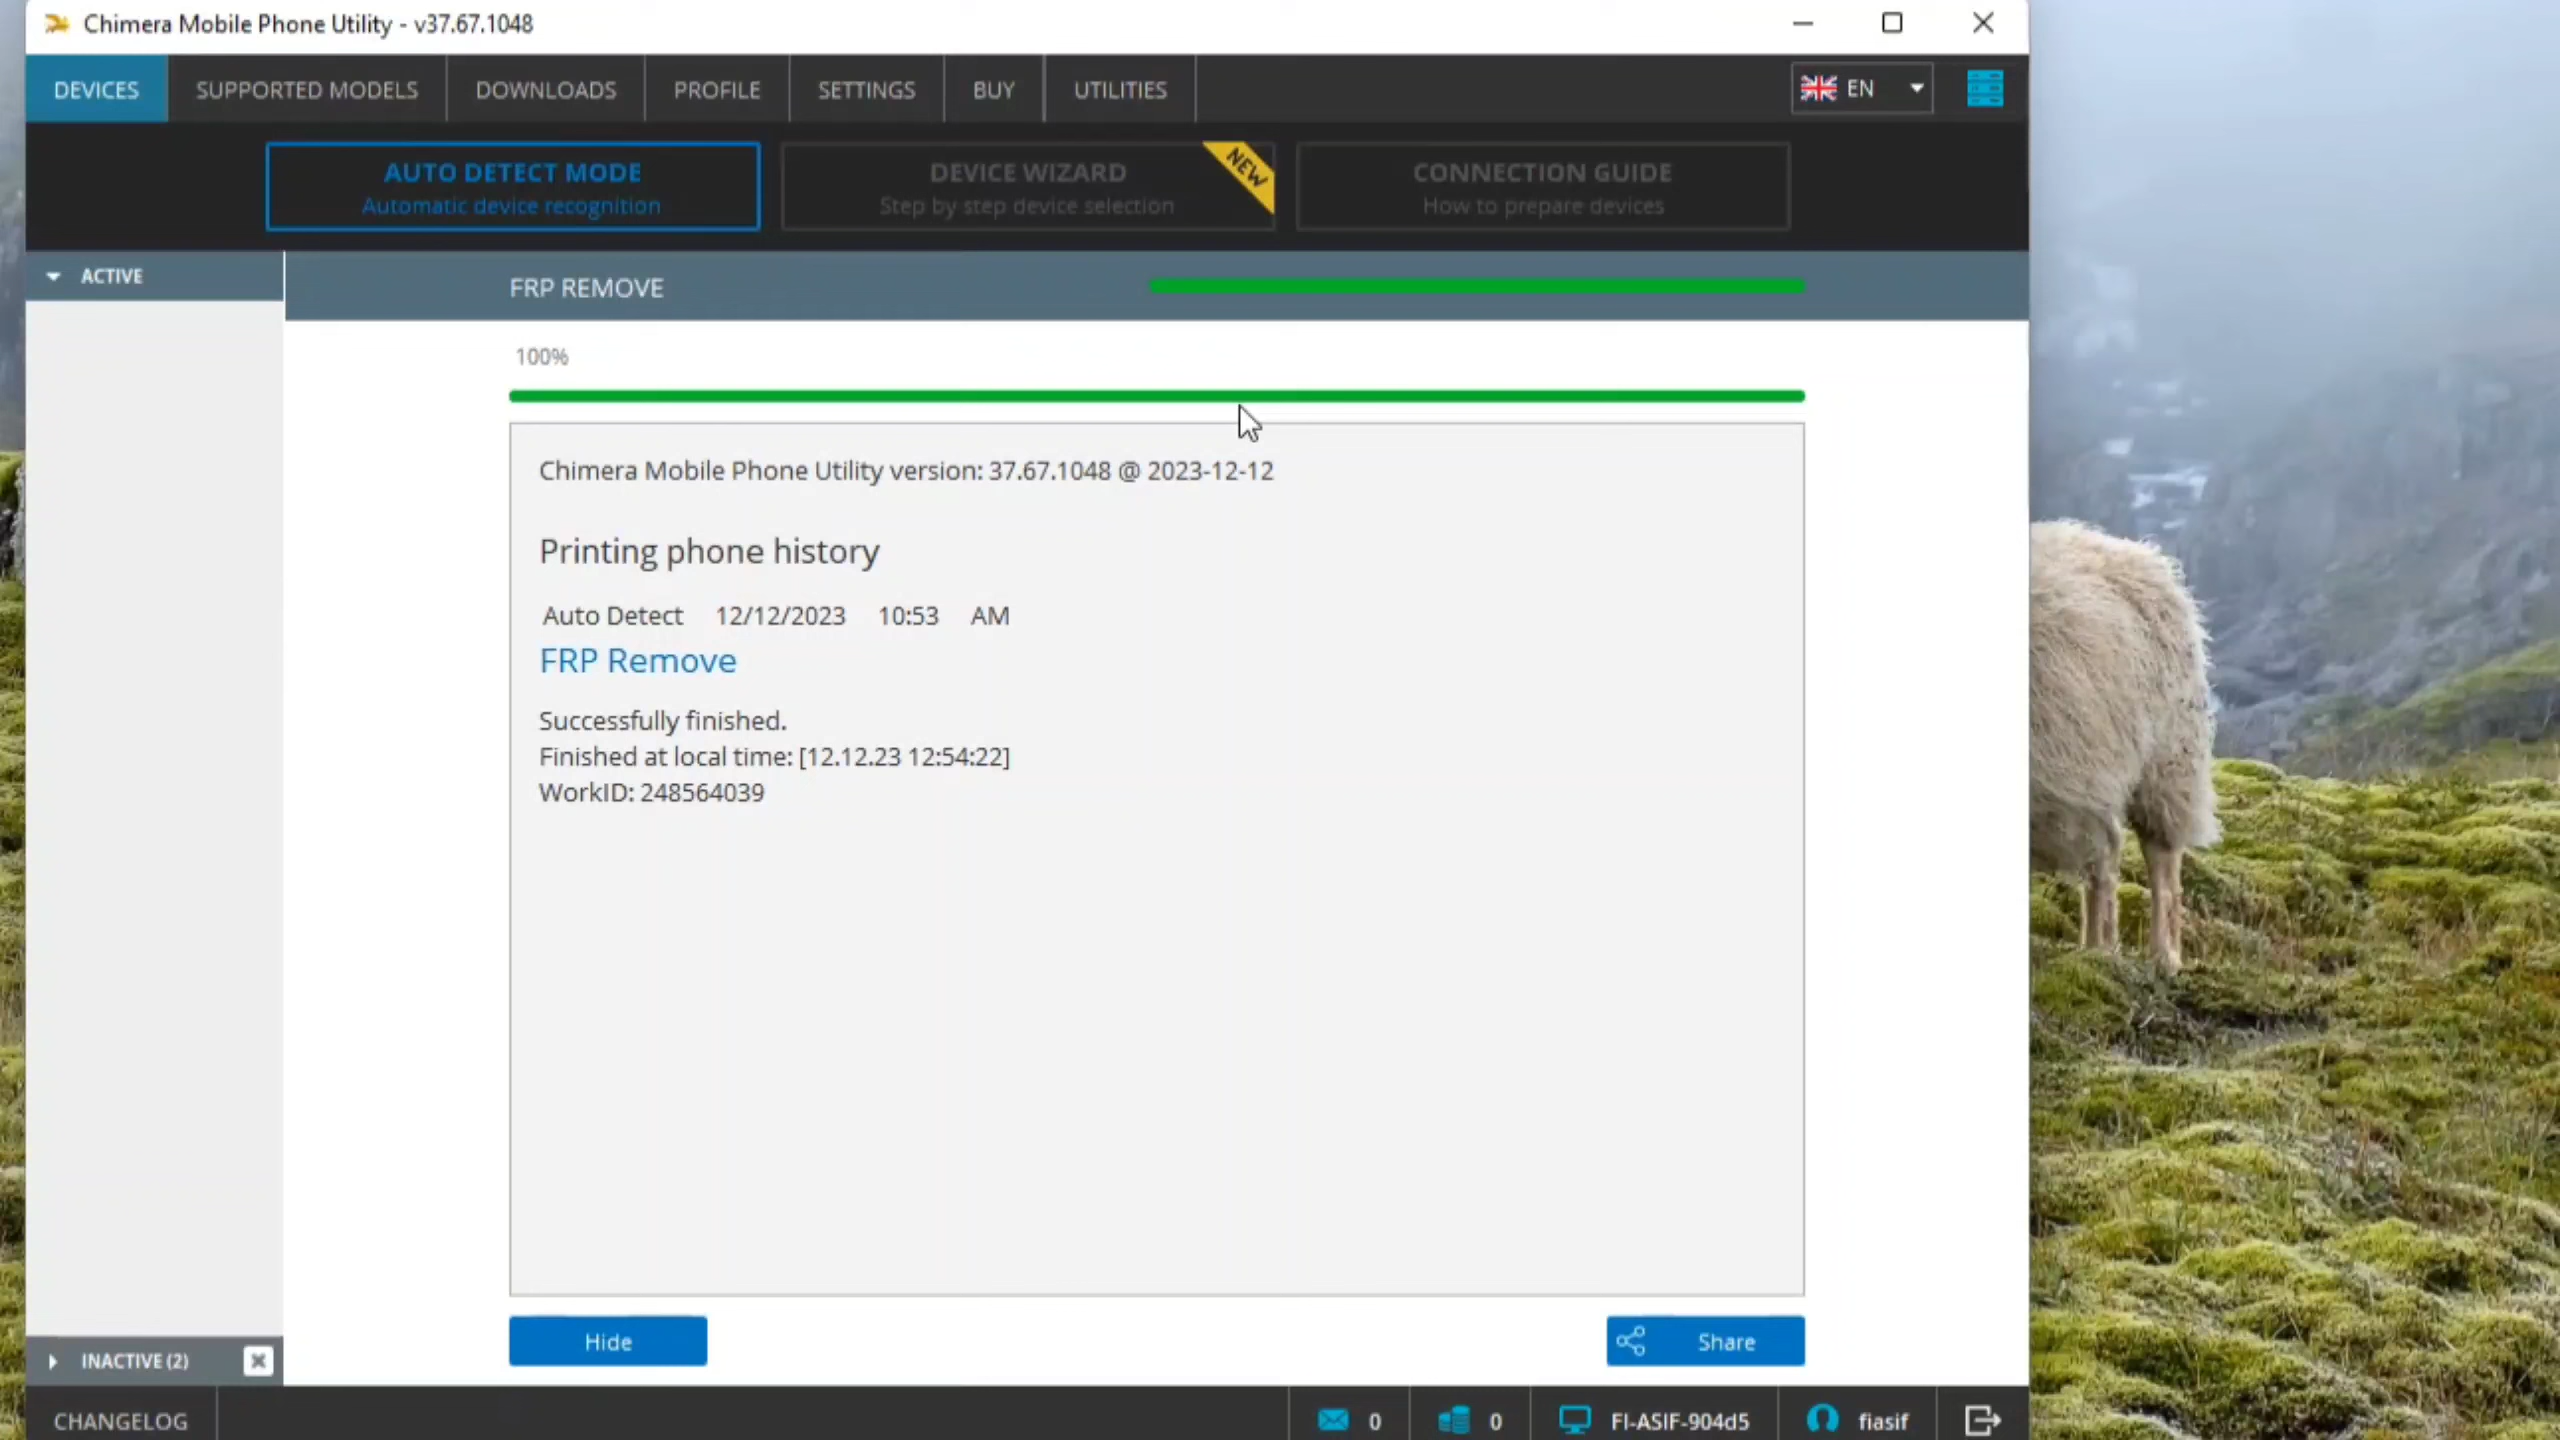 Chimera Mobile Phone Utility - v37.67.1048
DEVICES SUPPORTED MODELS DOWNLOADS PROFILE SETTINGS BUY UTILITIES EN
AUTO DETECT MODE
Automatic device recognition
DEVICE WIZARD
Step by step device selection
NEW
CONNECTION GUIDE
How to prepare devices
ACTIVE
FRP REMOVE
100%
Chimera Mobile Phone Utility version: 37.67.1048 @ 2023-12-12
Printing phone history
Auto Detect 12/12/2023 10:53 AM
FRP Remove
Successfully finished.
Finished at local time: [12.12.23 12:54:22]
WorkID: 248564039
Hide
Share
INACTIVE (2)
CHANGELOG
0 0 FI-ASIF-904d5 fiasif